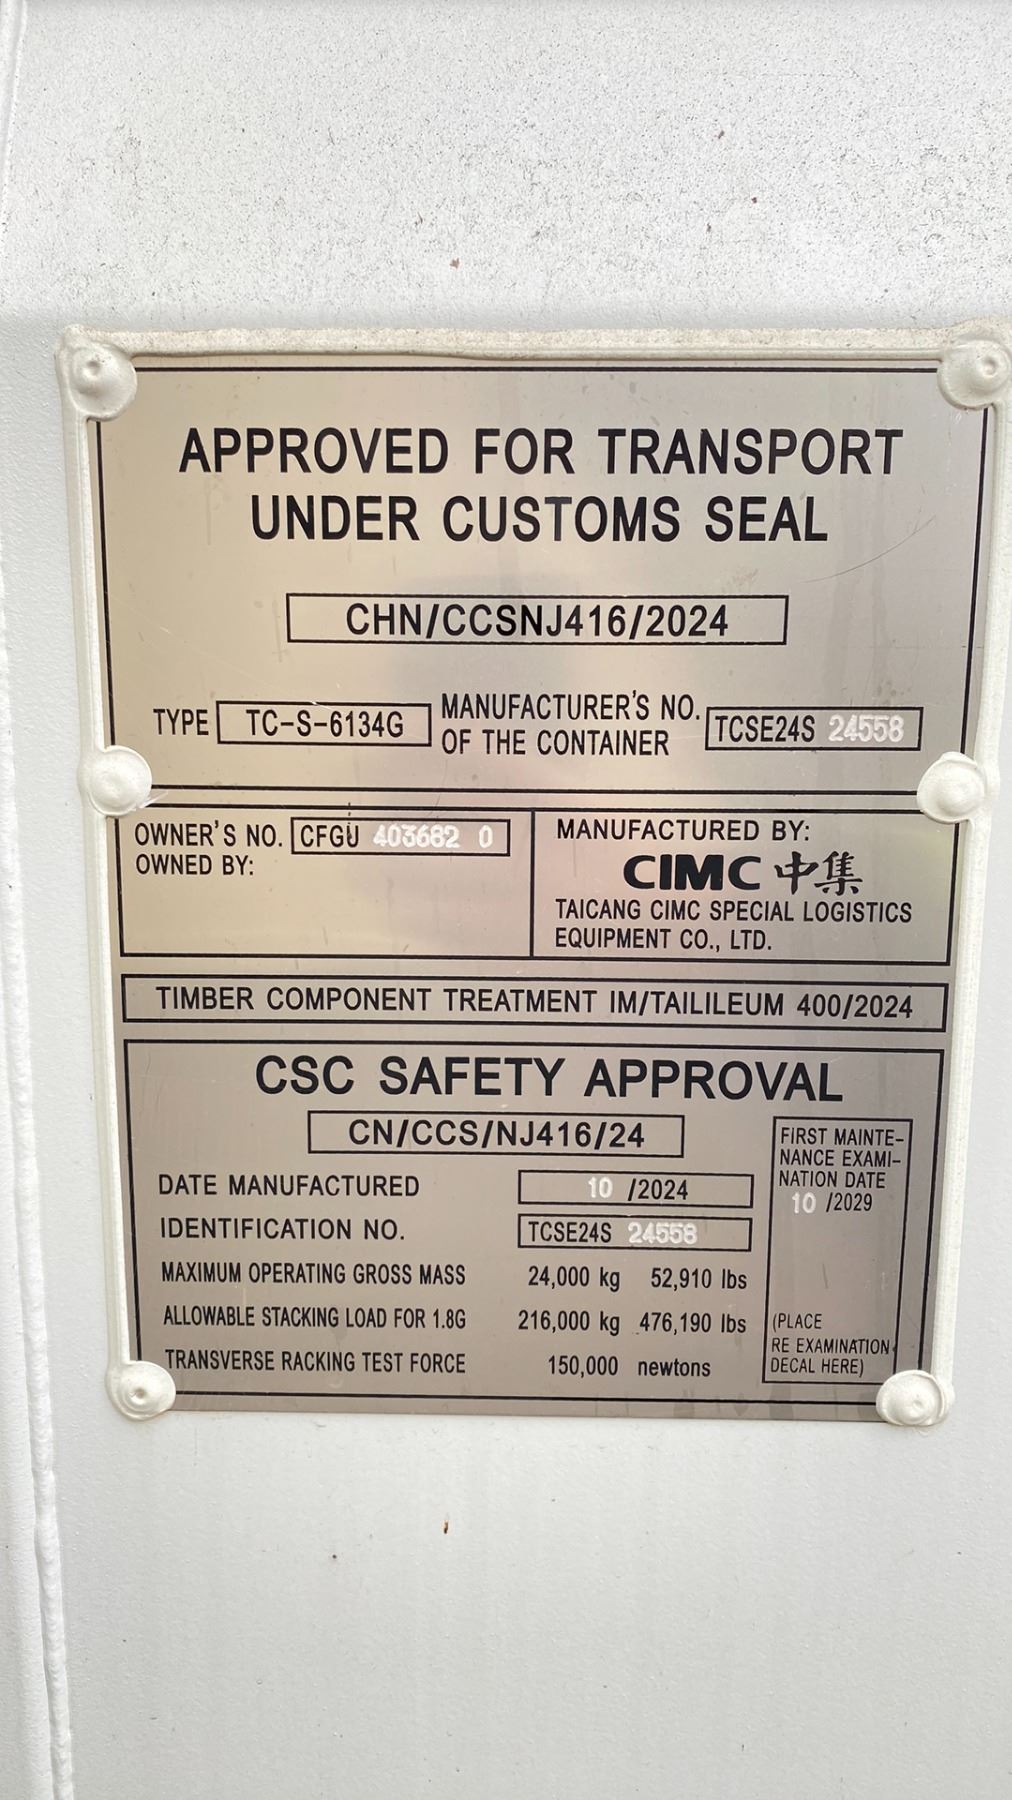 APPROVED FOR TRANSPORT
UNDER CUSTOMS SEAL
CHN/CCSNJ416/2024
TYPE TC-S-6134G MANUFACTURER'S NO. OF THE CONTAINER TCSE24S 24558
OWNER'S NO. CFGU 403682 0
OWNED BY:
MANUFACTURED BY:
CIMC 中集
TAICANG CIMC SPECIAL LOGISTICS
EQUIPMENT CO., LTD.
TIMBER COMPONENT TREATMENT IM/TAILILEUM 400/2024
CSC SAFETY APPROVAL
CN/CCS/NJ416/24
DATE MANUFACTURED 10 /2024
IDENTIFICATION NO. TCSE24S 24558
MAXIMUM OPERATING GROSS MASS 24,000 kg 52,910 lbs
ALLOWABLE STACKING LOAD FOR 1.8G 216,000 kg 476,190 lbs
TRANSVERSE RACKING TEST FORCE 150,000 newtons
FIRST MAINTE-
NANCE EXAMI-
NATION DATE
10 /2029
(PLACE
RE EXAMINATION
DECAL HERE)